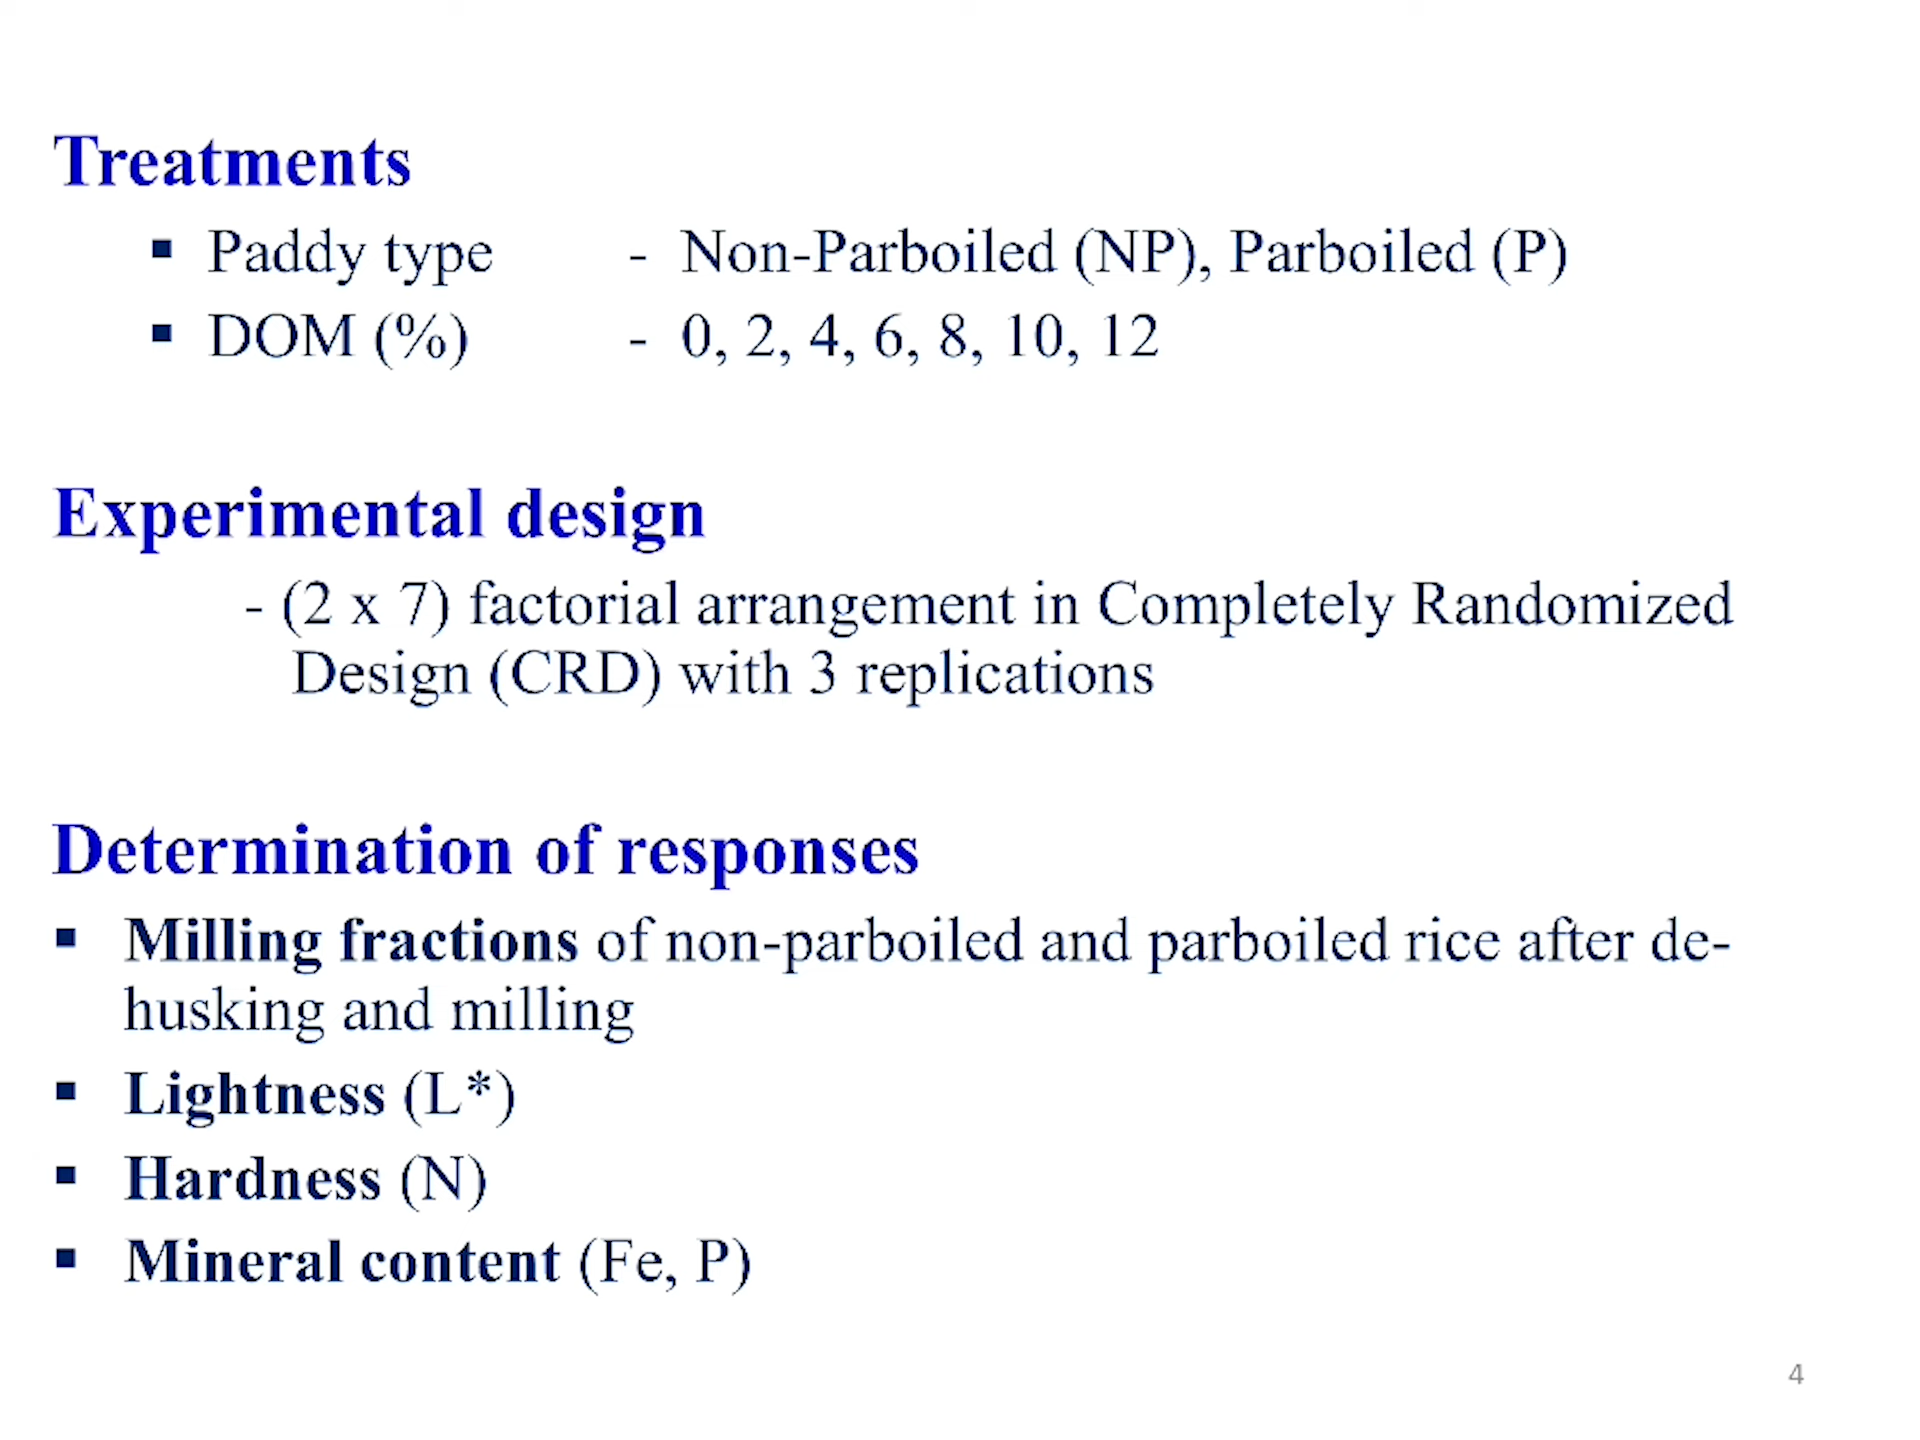 Treatments
▪ Paddy type - Non-Parboiled (NP), Parboiled (P)
▪ DOM (%) - 0, 2, 4, 6, 8, 10, 12
Experimental design
- (2 x 7) factorial arrangement in Completely Randomized
Design (CRD) with 3 replications
Determination of responses
▪ Milling fractions of non-parboiled and parboiled rice after de-
husking and milling
▪ Lightness (L*)
▪ Hardness (N)
▪ Mineral content (Fe, P)
4